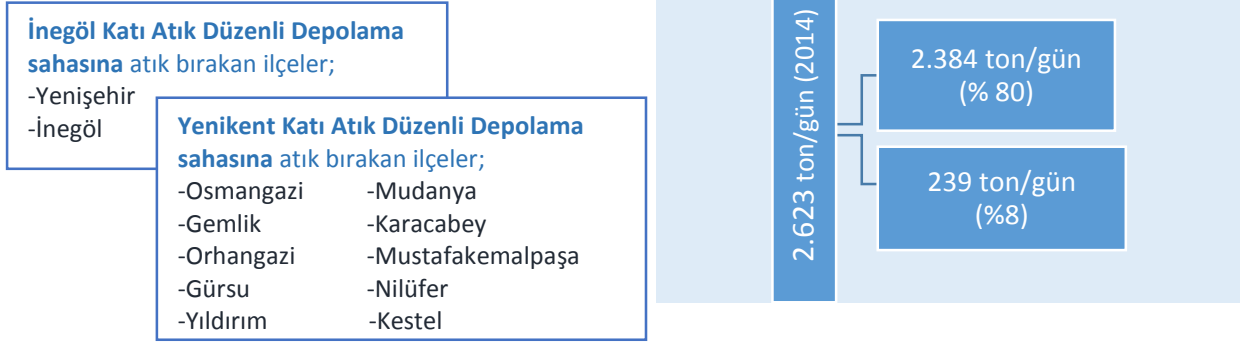 İnegöl Katı Atık Düzenli Depolama
sahasına atık bırakan ilçeler;
-Yenişehir
-İnegöl
Yenikent Katı Atık Düzenli Depolama
sahasına atık bırakan ilçeler;
-Osmangazi -Mudanya
-Gemlik -Karacabey
-Orhangazi -Mustafakemalpaşa
-Gürsu -Nilüfer
-Yıldırım -Kestel
2.623 ton/gün (2014)
2.384 ton/gün
(% 80)
239 ton/gün
(%8)